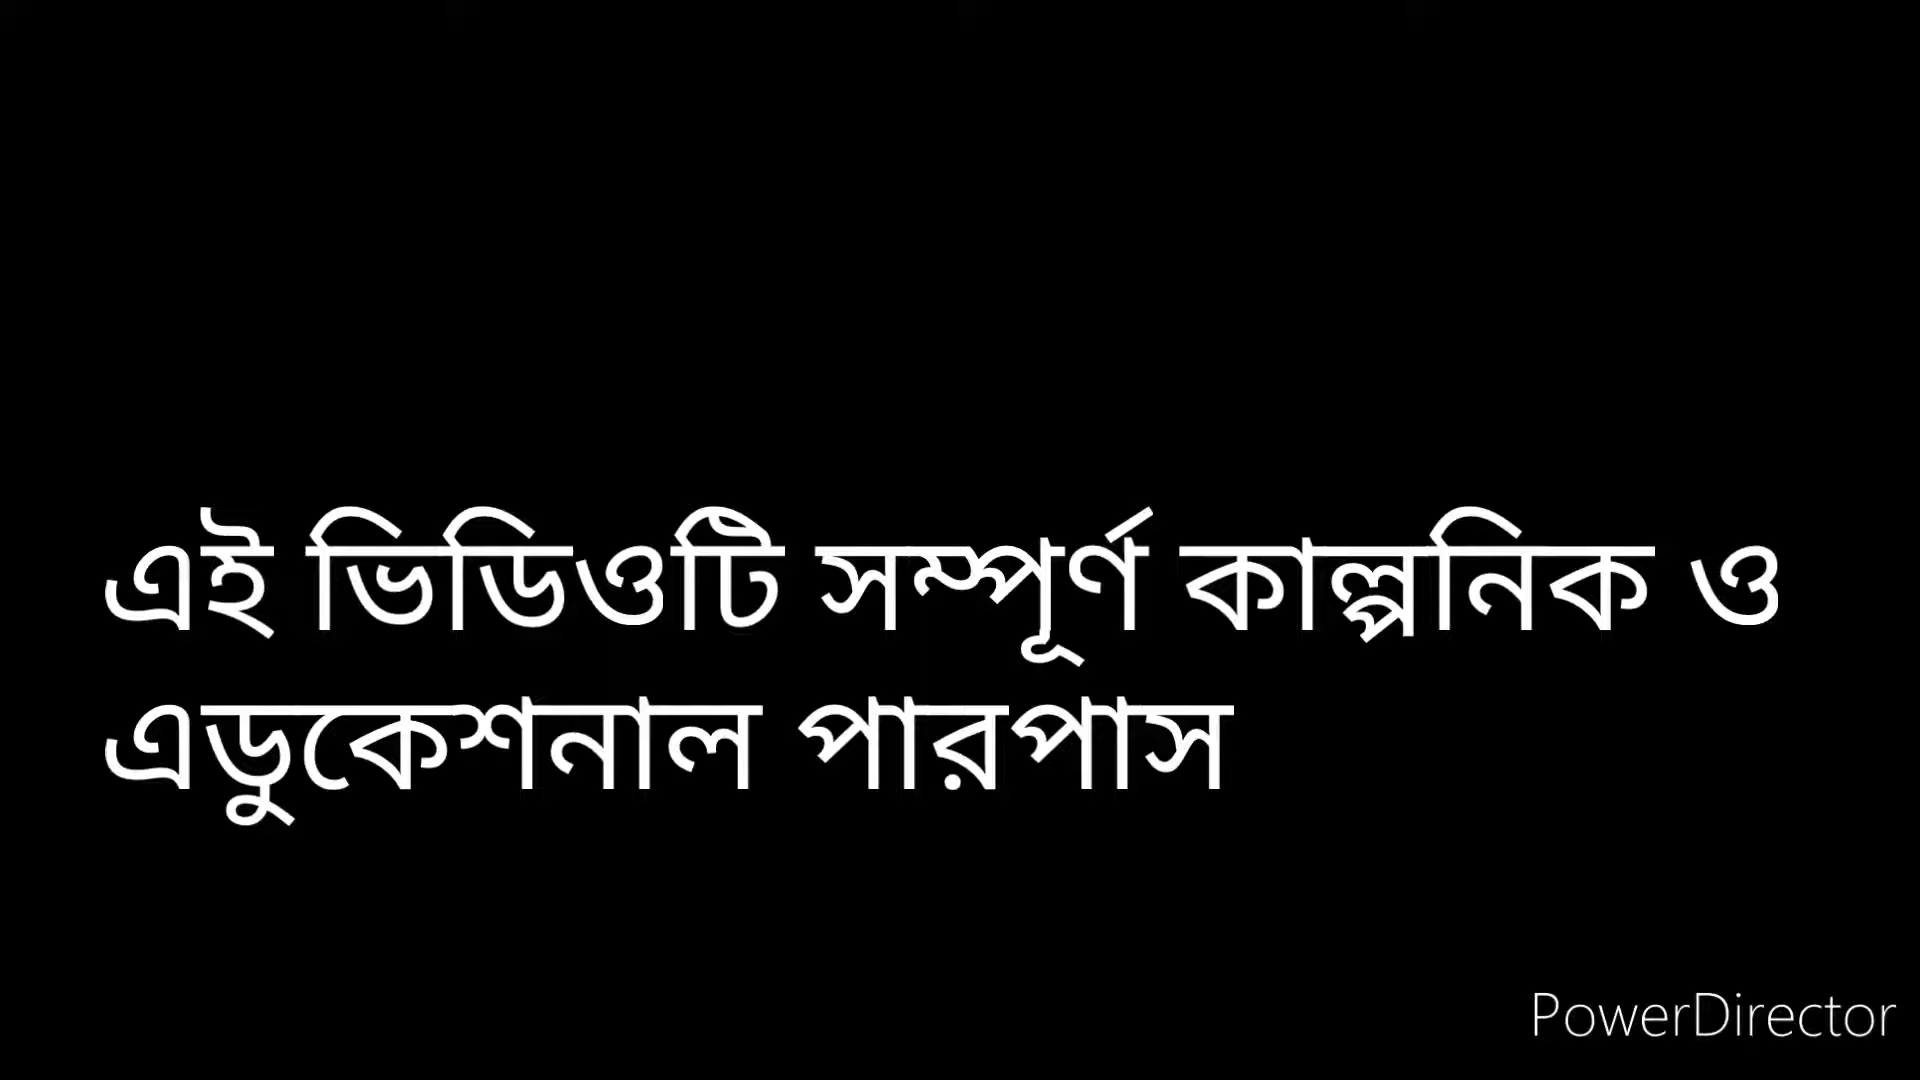 এই ভিডিওটি সম্পূর্ণ কাল্পনিক ও
এডুকেশনাল পারপাস
PowerDirector